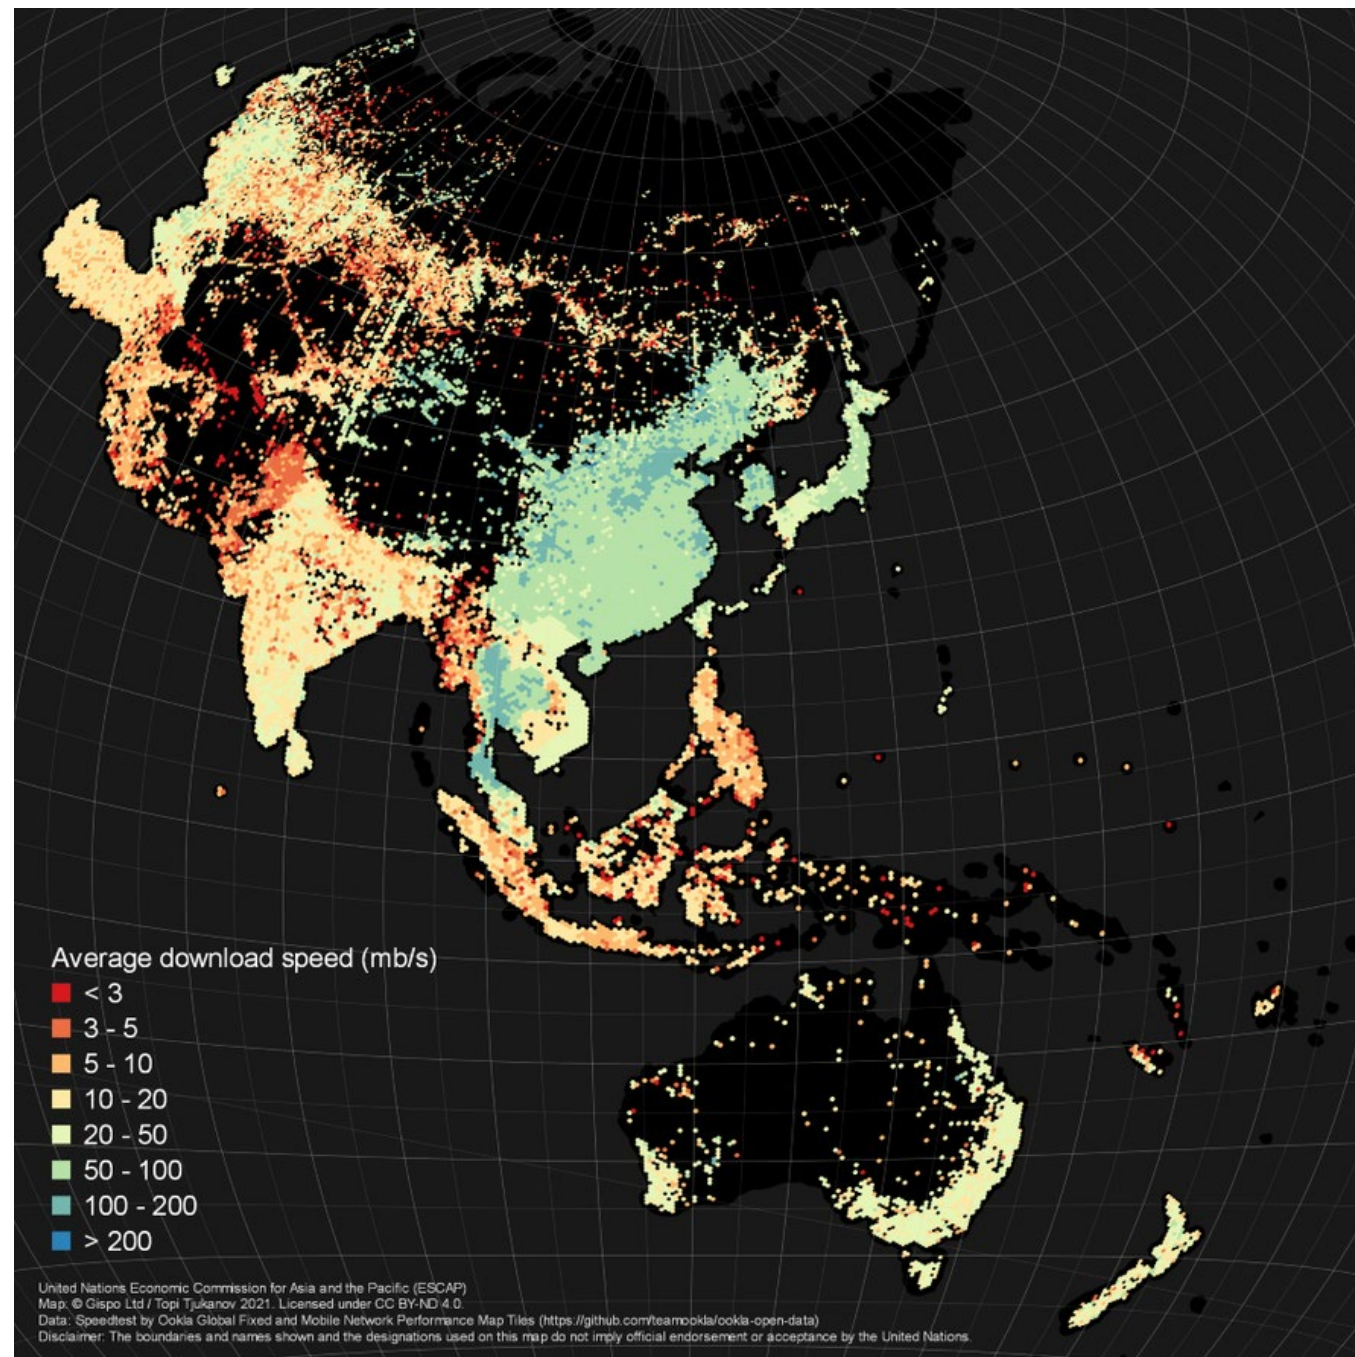 Average download speed (mb/s)
< 3
3 - 5
5 - 10
10 - 20
20 - 50
50 - 100
100 - 200
> 200
United Nations Economic Commission for Asia and the Pacific (ESCAP)
Map: © Gispo Ltd / Topi Tjukanov 2021. Licensed under CC BY-ND 4.0.
Data: Speedtest by Ookla Global Fixed and Mobile Network Performance Map Tiles (https://github.com/teamookla/ookla-open-data)
Disclaimer: The boundaries and names shown and the designations used on this map do not imply official endorsement or acceptance by the United Nations.